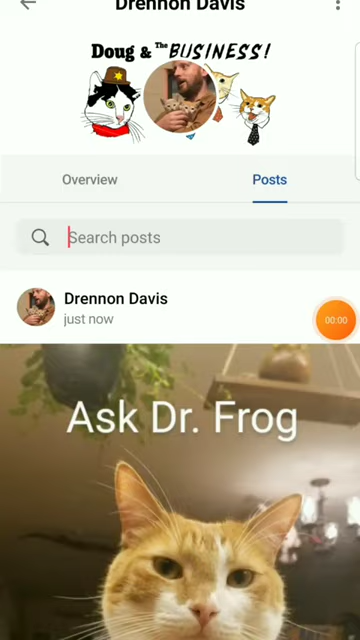 Drennon Davis
Doug & The BUSINESS!
Overview
Posts
Search posts
Drennon Davis
just now
00:00
Ask Dr. Frog